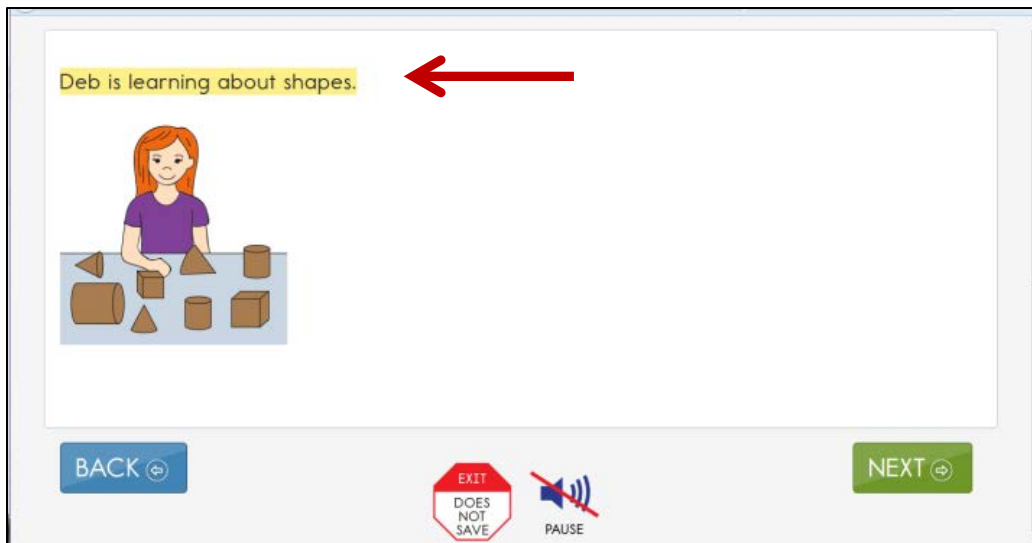 Deb is learning about shapes.
BACK
NEXT
EXIT
DOES
NOT
SAVE
PAUSE